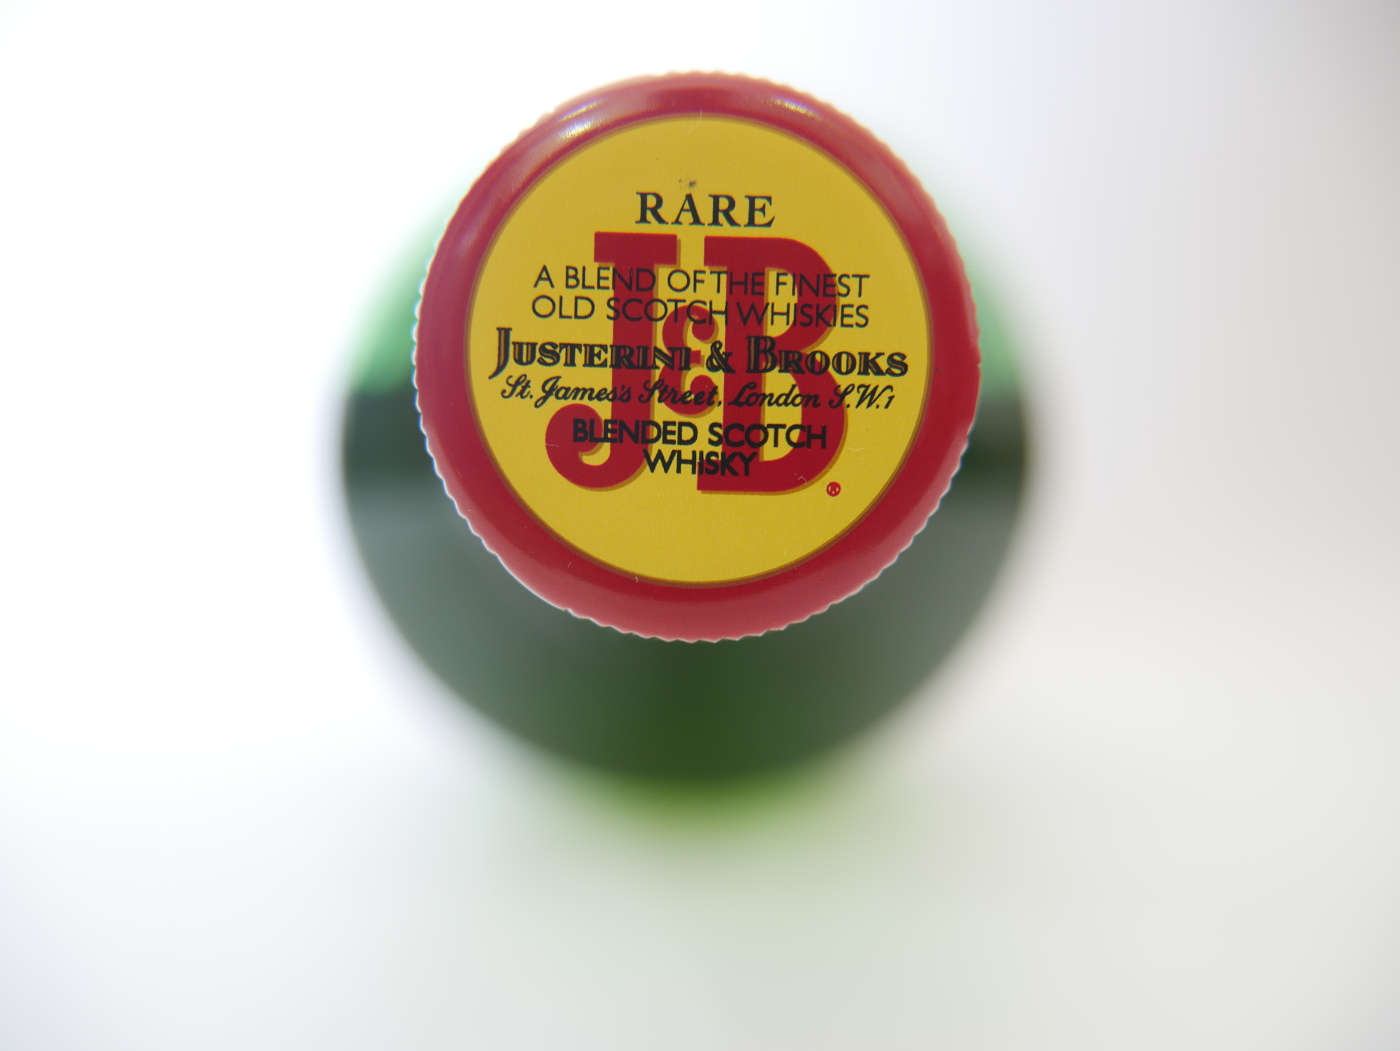 RARE
J&B
A BLEND OF THE FINEST
OLD SCOTCH WHISKIES
JUSTERINI & BROOKS
St. James's Street, London S.W.1
BLENDED SCOTCH
WHISKY
®